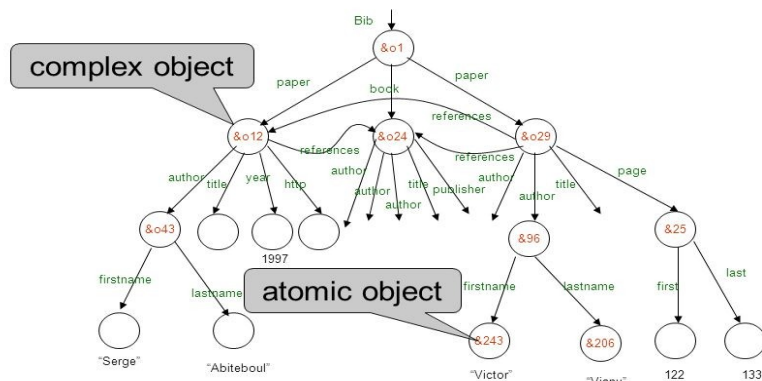 Bib
&o1
complex object
paper
book
paper
references
&o12
&o24
&o29
references
references
author
title
year
http
author
author
author
title
publisher
author
author
title
page
&o43
1997
&96
&25
firstname
lastname
atomic object
firstname
lastname
first
last
&243
&206
"Serge"
"Abiteboul"
"Victor"
122
133